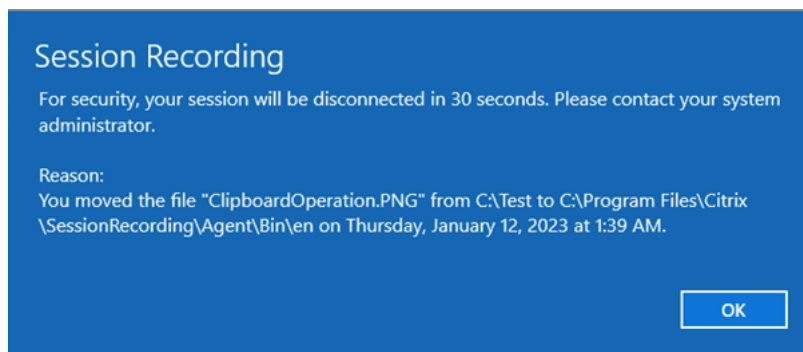 Session Recording
For security, your session will be disconnected in 30 seconds. Please contact your system
administrator.
Reason:
You moved the file "ClipboardOperation.PNG" from C:\Test to C:\Program Files\Citrix
\SessionRecording\Agent\Bin\en on Thursday, January 12, 2023 at 1:39 AM.
OK